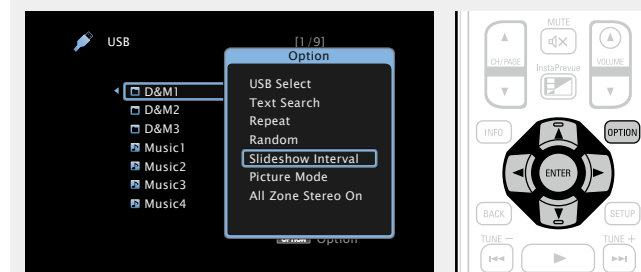 USB
[1/9]
Option
D&M1
D&M2
D&M3
Music1
Music2
Music3
Music4
USB Select
Text Search
Repeat
Random
Slideshow Interval
Picture Mode
All Zone Stereo On
Option
MUTE
CH/PAGE
InstaPrevue
VOLUME
INFO
OPTION
ENTER
BACK
SETUP
TUNE −
TUNE +